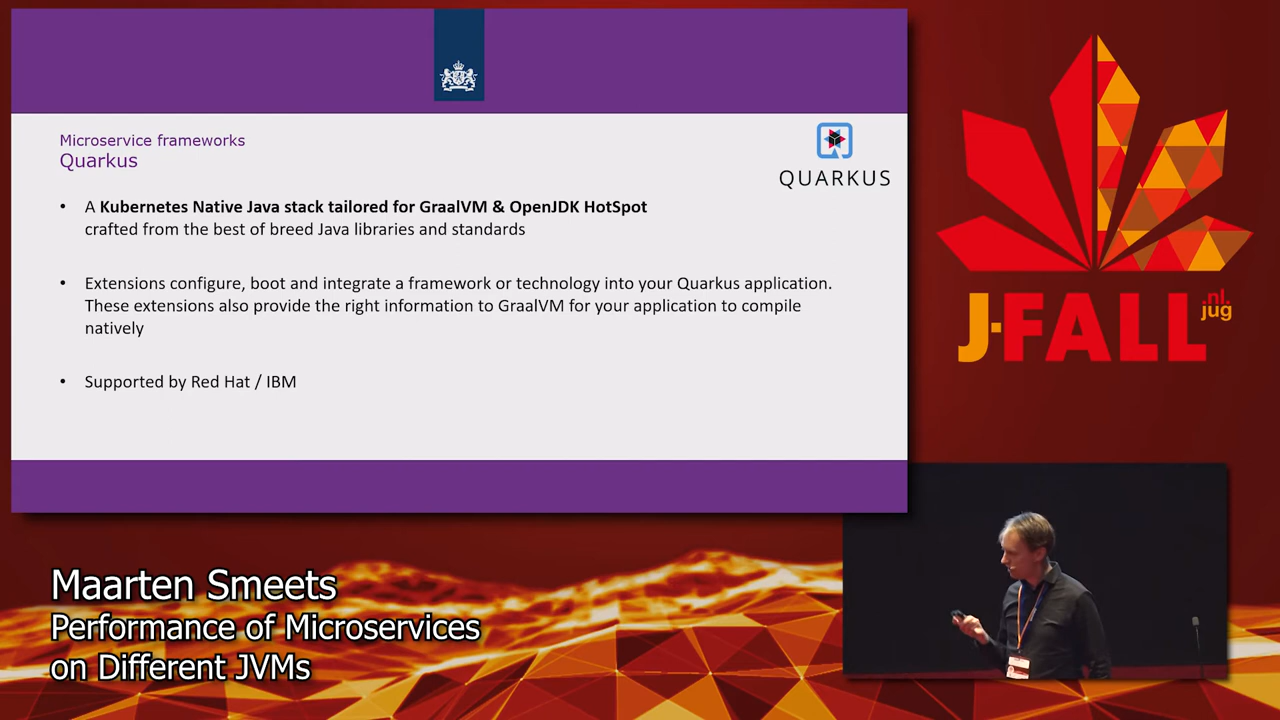 Microservice frameworks
Quarkus
QUARKUS
• A Kubernetes Native Java stack tailored for GraalVM & OpenJDK HotSpot
crafted from the best of breed Java libraries and standards
• Extensions configure, boot and integrate a framework or technology into your Quarkus application.
These extensions also provide the right information to GraalVM for your application to compile
natively
• Supported by Red Hat / IBM
J-FALL
nl.
jug
Maarten Smeets
Performance of Microservices
on Different JVMs